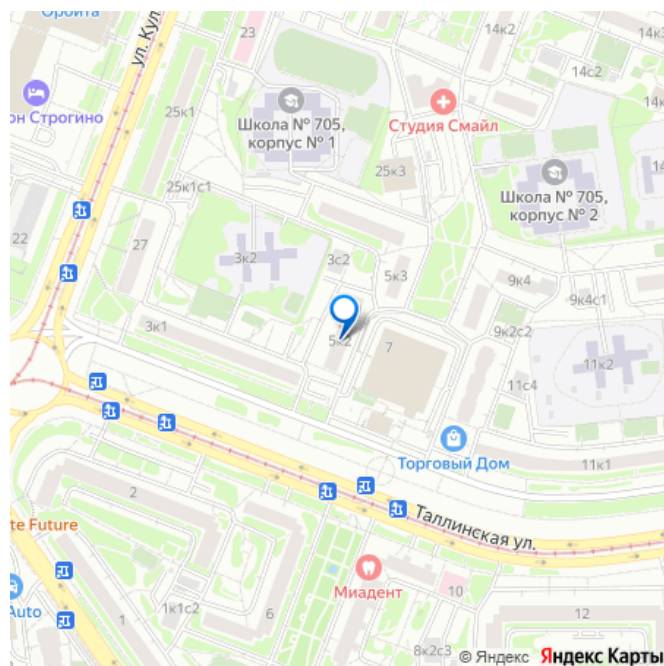 Орбита
ул. Кул
23
14с2
14к
25к1
он Строгино
Школа № 705,
корпус № 1
Студия Смайл
14к3
25к3
Школа № 705,
корпус № 2
14
25к1с1
22
27
3к2
3с2
5к3
9к4
9к4с1
3к1
5к2
7
9к2с2
11к2
11с4
Торговый Дом
11к1
2
Таллинская ул.
te Future
Миадент
10
Auto
1
1к1с2
6
8к2с3
12
© Яндекс Яндекс Карты